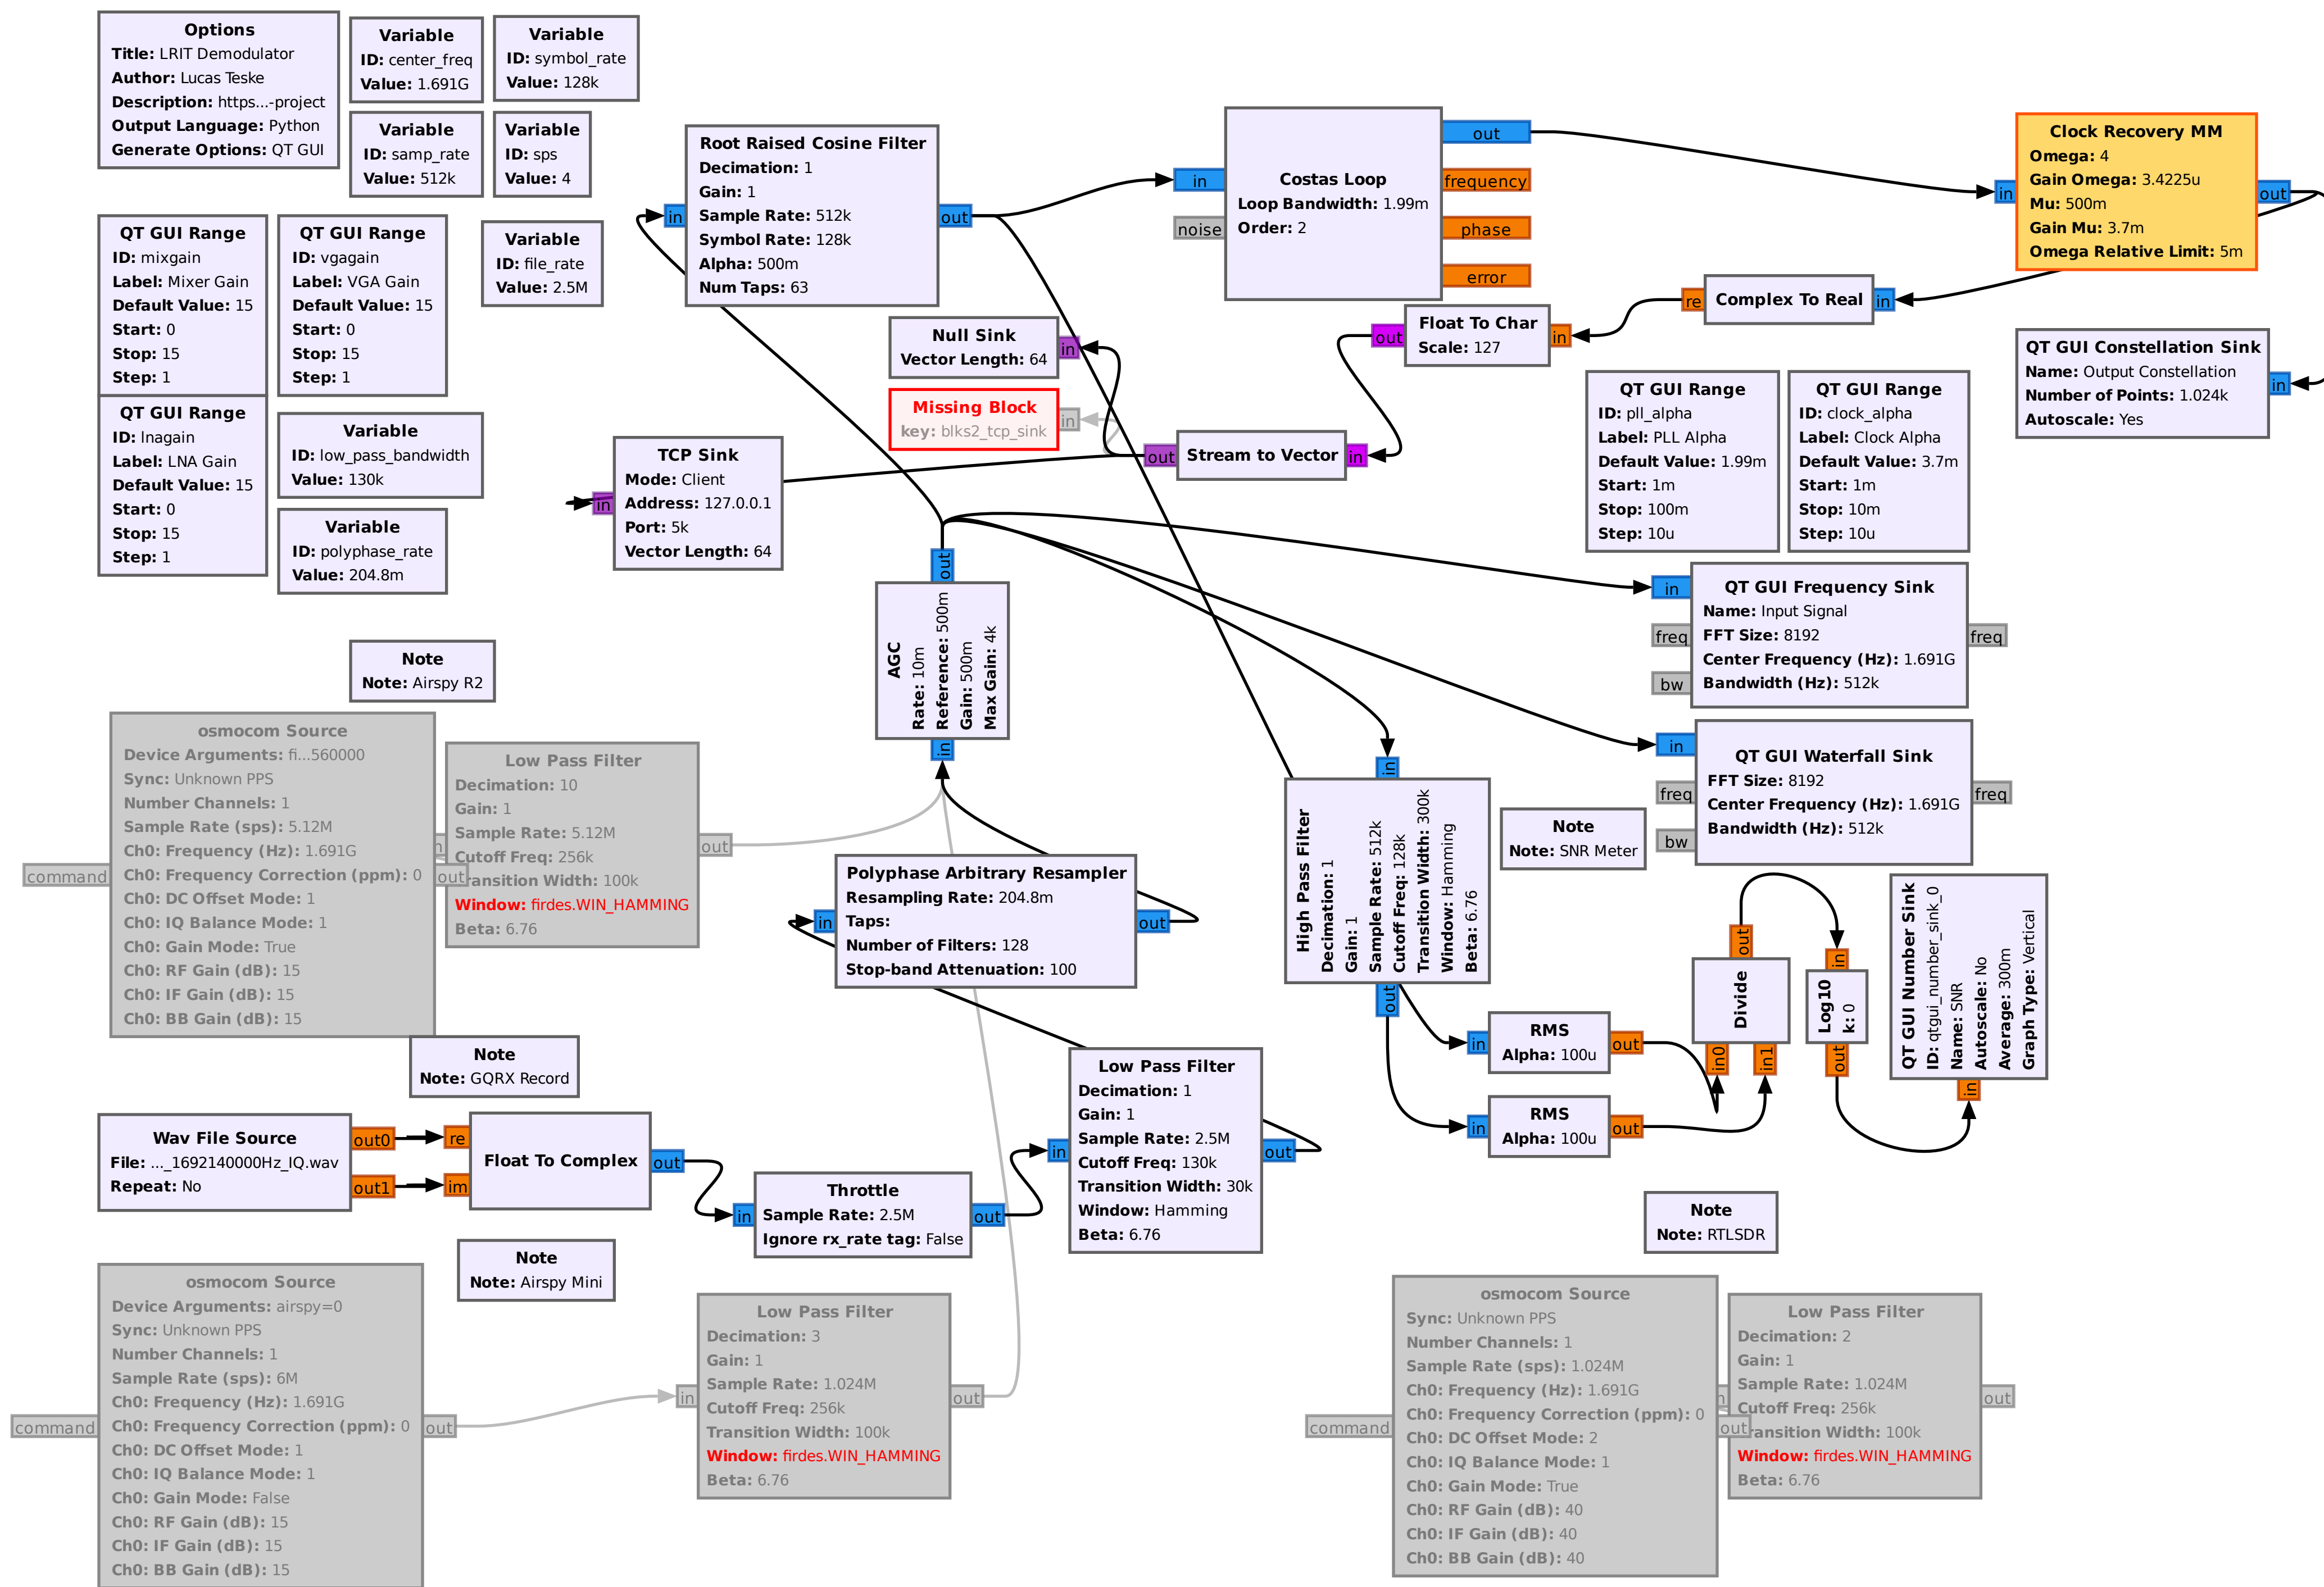 Options
Title: LRIT Demodulator
Author: Lucas Teske
Description: https...-project
Output Language: Python
Generate Options: QT GUI
Variable
ID: center_freq
Value: 1.691G
Variable
ID: symbol_rate
Value: 128k
Variable
ID: samp_rate
Value: 512k
Variable
ID: sps
Value: 4
QT GUI Range
ID: mixgain
Label: Mixer Gain
Default Value: 15
Start: 0
Stop: 15
Step: 1
QT GUI Range
ID: vgagain
Label: VGA Gain
Default Value: 15
Start: 0
Stop: 15
Step: 1
Variable
ID: file_rate
Value: 2.5M
QT GUI Range
ID: lnagain
Label: LNA Gain
Default Value: 15
Start: 0
Stop: 15
Step: 1
Variable
ID: low_pass_bandwidth
Value: 130k
Variable
ID: polyphase_rate
Value: 204.8m
in
Root Raised Cosine Filter
Decimation: 1
Gain: 1
Sample Rate: 512k
Symbol Rate: 128k
Alpha: 500m
Num Taps: 63
out
in
noise
Costas Loop
Loop Bandwidth: 1.99m
Order: 2
out
frequency
phase
error
in
Clock Recovery MM
Omega: 4
Gain Omega: 3.4225u
Mu: 500m
Gain Mu: 3.7m
Omega Relative Limit: 5m
out
re
Complex To Real
in
out
Float To Char
Scale: 127
in
Null Sink
Vector Length: 64
in
Missing Block
key: blks2_tcp_sink
in
out
Stream to Vector
in
in
TCP Sink
Mode: Client
Address: 127.0.0.1
Port: 5k
Vector Length: 64
QT GUI Constellation Sink
Name: Output Constellation
Number of Points: 1.024k
Autoscale: Yes
in
QT GUI Range
ID: pll_alpha
Label: PLL Alpha
Default Value: 1.99m
Start: 1m
Stop: 100m
Step: 10u
QT GUI Range
ID: clock_alpha
Label: Clock Alpha
Default Value: 3.7m
Start: 1m
Stop: 10m
Step: 10u
out
AGC
Rate: 10m
Reference: 500m
Gain: 500m
Max Gain: 4k
in
in
freq
bw
QT GUI Frequency Sink
Name: Input Signal
FFT Size: 8192
Center Frequency (Hz): 1.691G
Bandwidth (Hz): 512k
freq
in
freq
bw
QT GUI Waterfall Sink
FFT Size: 8192
Center Frequency (Hz): 1.691G
Bandwidth (Hz): 512k
freq
Note
Note: Airspy R2
command
osmocom Source
Device Arguments: fi...560000
Sync: Unknown PPS
Number Channels: 1
Sample Rate (sps): 5.12M
Ch0: Frequency (Hz): 1.691G
Ch0: Frequency Correction (ppm): 0
Ch0: DC Offset Mode: 1
Ch0: IQ Balance Mode: 1
Ch0: Gain Mode: True
Ch0: RF Gain (dB): 15
Ch0: IF Gain (dB): 15
Ch0: BB Gain (dB): 15
out
Low Pass Filter
Decimation: 10
Gain: 1
Sample Rate: 5.12M
Cutoff Freq: 256k
ransition Width: 100k
Window: firdes.WIN_HAMMING
Beta: 6.76
out
in
Polyphase Arbitrary Resampler
Resampling Rate: 204.8m
Taps:
Number of Filters: 128
Stop-band Attenuation: 100
out
in
High Pass Filter
Decimation: 1
Gain: 1
Sample Rate: 512k
Cutoff Freq: 128k
Transition Width: 300k
Window: Hamming
Beta: 6.76
out
Note
Note: SNR Meter
in
RMS
Alpha: 100u
out
in
RMS
Alpha: 100u
out
out
Divide
in0
in1
in
Log10
k: 0
out
QT GUI Number Sink
ID: qtgui_number_sink_0
Name: SNR
Autoscale: No
Average: 300m
Graph Type: Vertical
in
Note
Note: GQRX Record
Wav File Source
File: ..._1692140000Hz_IQ.wav
Repeat: No
out0
out1
re
im
Float To Complex
out
in
Throttle
Sample Rate: 2.5M
Ignore rx_rate tag: False
out
in
Low Pass Filter
Decimation: 1
Gain: 1
Sample Rate: 2.5M
Cutoff Freq: 130k
Transition Width: 30k
Window: Hamming
Beta: 6.76
out
Note
Note: Airspy Mini
command
osmocom Source
Device Arguments: airspy=0
Sync: Unknown PPS
Number Channels: 1
Sample Rate (sps): 6M
Ch0: Frequency (Hz): 1.691G
Ch0: Frequency Correction (ppm): 0
Ch0: DC Offset Mode: 1
Ch0: IQ Balance Mode: 1
Ch0: Gain Mode: False
Ch0: RF Gain (dB): 15
Ch0: IF Gain (dB): 15
Ch0: BB Gain (dB): 15
out
in
Low Pass Filter
Decimation: 3
Gain: 1
Sample Rate: 1.024M
Cutoff Freq: 256k
Transition Width: 100k
Window: firdes.WIN_HAMMING
Beta: 6.76
out
Note
Note: RTLSDR
command
osmocom Source
Sync: Unknown PPS
Number Channels: 1
Sample Rate (sps): 1.024M
Ch0: Frequency (Hz): 1.691G
Ch0: Frequency Correction (ppm): 0
Ch0: DC Offset Mode: 2
Ch0: IQ Balance Mode: 1
Ch0: Gain Mode: True
Ch0: RF Gain (dB): 40
Ch0: IF Gain (dB): 40
Ch0: BB Gain (dB): 40
out
Low Pass Filter
Decimation: 2
Gain: 1
Sample Rate: 1.024M
Cutoff Freq: 256k
ransition Width: 100k
Window: firdes.WIN_HAMMING
Beta: 6.76
out